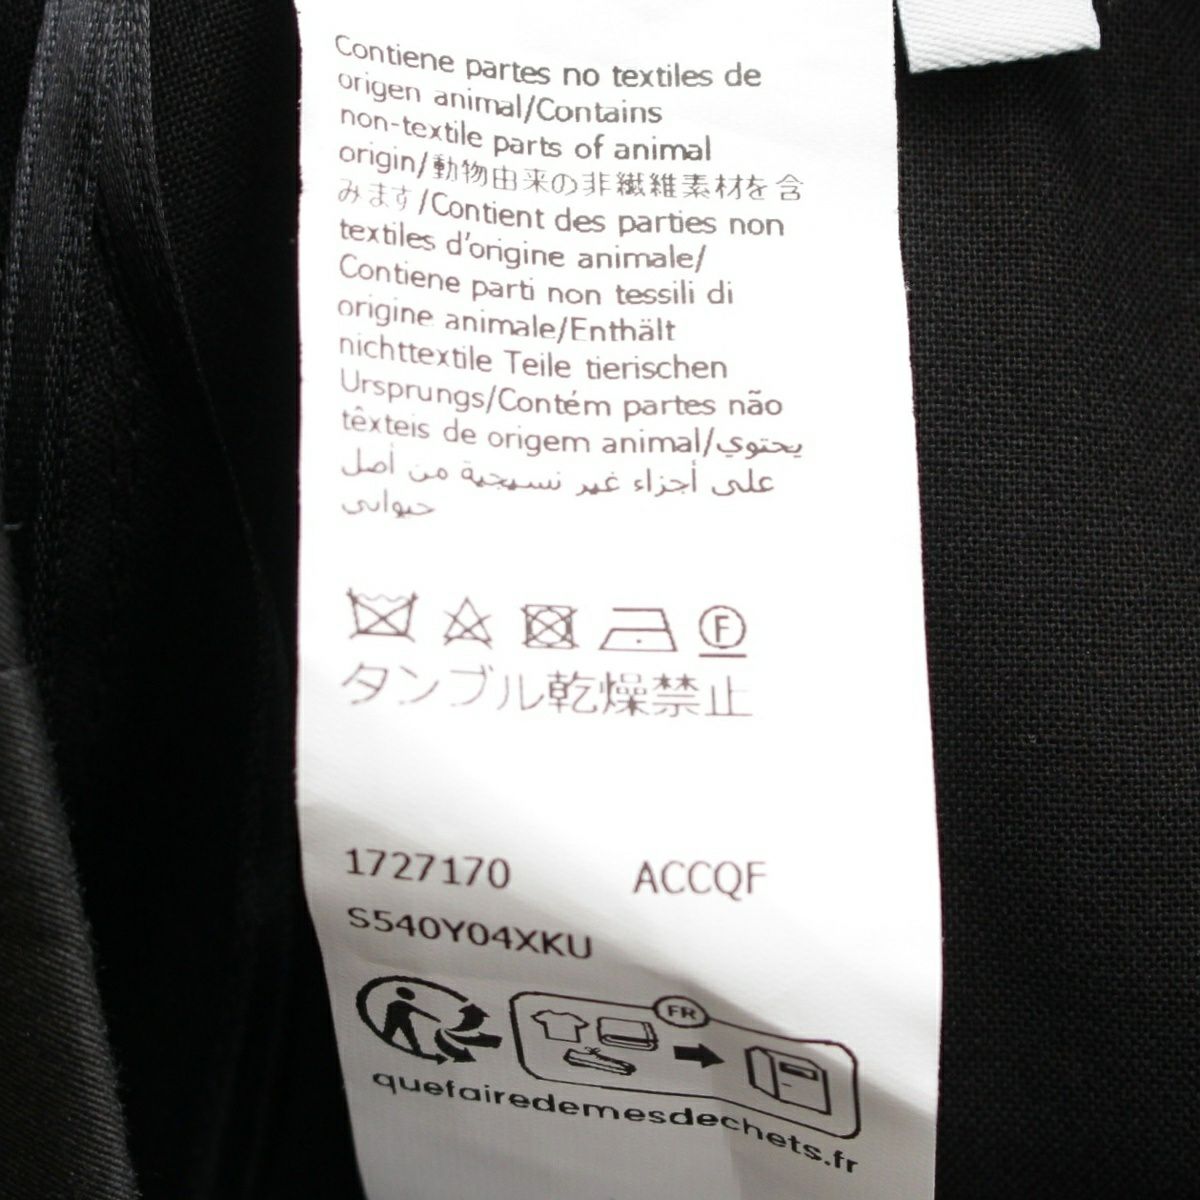 Contiene partes no textiles de
origen animal/Contains
non-textile parts of animal
origin/動物由来の非繊維素材を含
みます/Contient des parties non
textiles d'origine animale/
Contiene parti non tessili di
origine animale/Enthält
nichttextile Teile tierischen
Ursprungs/Contém partes não
têxteis de origem animal/يحتوي
على أجزاء غير نسيجية من أصل
حيواني
F
タンブル乾燥禁止
1727170 ACCQF
S540Y04XKU
FR
quefairedemesdechets.fr